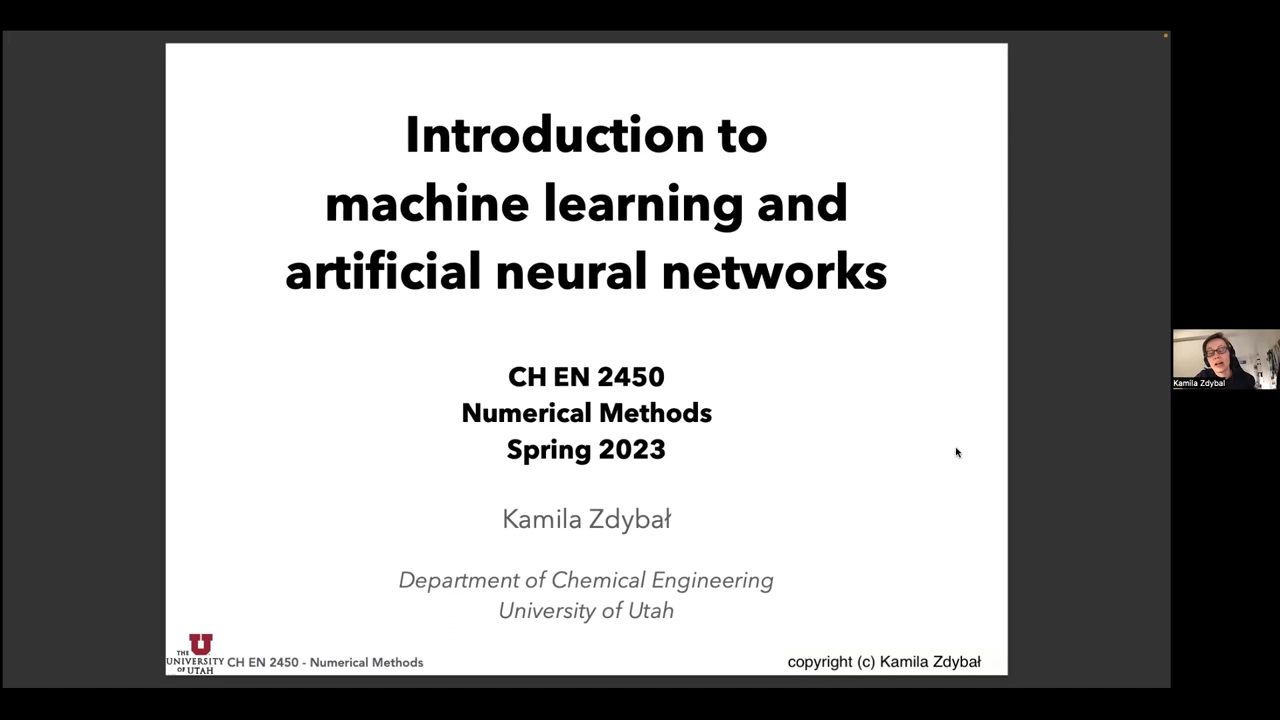 Introduction to
machine learning and
artificial neural networks
CH EN 2450
Numerical Methods
Spring 2023
Kamila Zdybał
Department of Chemical Engineering
University of Utah
U
THE
UNIVERSITY
OF UTAH
CH EN 2450 - Numerical Methods
copyright (c) Kamila Zdybał
Kamila Zdybal